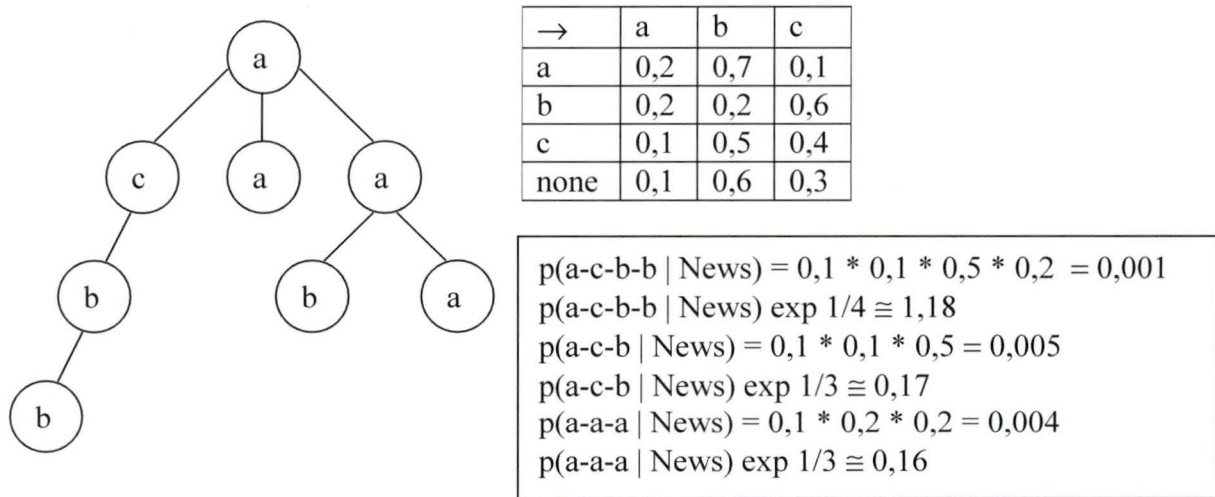 a
c a a
b b a
b
→ a b c
a 0,2 0,7 0,1
b 0,2 0,2 0,6
c 0,1 0,5 0,4
none 0,1 0,6 0,3
p(a-c-b-b | News) = 0,1 * 0,1 * 0,5 * 0,2 = 0,001
p(a-c-b-b | News) exp 1/4 ≅ 1,18
p(a-c-b | News) = 0,1 * 0,1 * 0,5 = 0,005
p(a-c-b | News) exp 1/3 ≅ 0,17
p(a-a-a | News) = 0,1 * 0,2 * 0,2 = 0,004
p(a-a-a | News) exp 1/3 ≅ 0,16